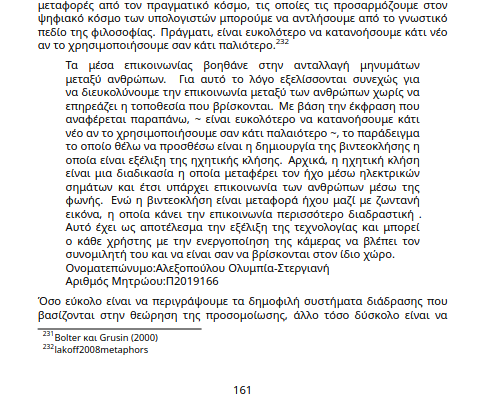 μεταφορές από τον πραγματικό κόσμο, τις οποίες τις προσαρμόζουμε στον
ψηφιακό κόσμο των υπολογιστών μπορούμε να αντλήσουμε από το γνωστικό
πεδίο της φιλοσοφίας. Πράγματι, είναι ευκολότερο να κατανοήσουμε κάτι νέο
αν το χρησιμοποιήσουμε σαν κάτι παλιότερο.232
Τα μέσα επικοινωνίας βοηθάνε στην ανταλλαγή μηνυμάτων
μεταξύ ανθρώπων. Για αυτό το λόγο εξελίσσονται συνεχώς για
να διευκολύνουμε την επικοινωνία μεταξύ των ανθρώπων χωρίς να
επηρεάζει η τοποθεσία που βρίσκονται. Με βάση την έκφραση που
αναφέρεται παραπάνω, ~ είναι ευκολότερο να κατανοήσουμε κάτι
νέο αν το χρησιμοποιήσουμε σαν κάτι παλαιότερο ~, το παράδειγμα
το οποίο θέλω να προσθέσω είναι η δημιουργία της βιντεοκλήσης η
οποία είναι εξέλιξη της ηχητικής κλήσης. Αρχικά, η ηχητική κλήση
είναι μια διαδικασία η οποία μεταφέρει τον ήχο μέσω ηλεκτρικών
σημάτων και έτσι υπάρχει επικοινωνία των ανθρώπων μέσω της
φωνής. Ενώ η βιντεοκλήση είναι μεταφορά ήχου μαζί με ζωντανή
εικόνα, η οποία κάνει την επικοινωνία περισσότερο διαδραστική .
Αυτό έχει ως αποτέλεσμα την εξέλιξη της τεχνολογίας και μπορεί
ο κάθε χρήστης με την ενεργοποίηση της κάμερας να βλέπει τον
συνομιλητή του και να είναι σαν να βρίσκονται στον ίδιο χώρο.
Ονοματεπώνυμο:Αλεξοπούλου Ολυμπία-Στεργιανή
Αριθμός Μητρώου:Π2019166
Όσο εύκολο είναι να περιγράψουμε τα δημοφιλή συστήματα διάδρασης που
βασίζονται στην θεώρηση της προσομοίωσης, άλλο τόσο δύσκολο είναι να
231Bolter και Grusin (2000)
232lakoff2008metaphors
161